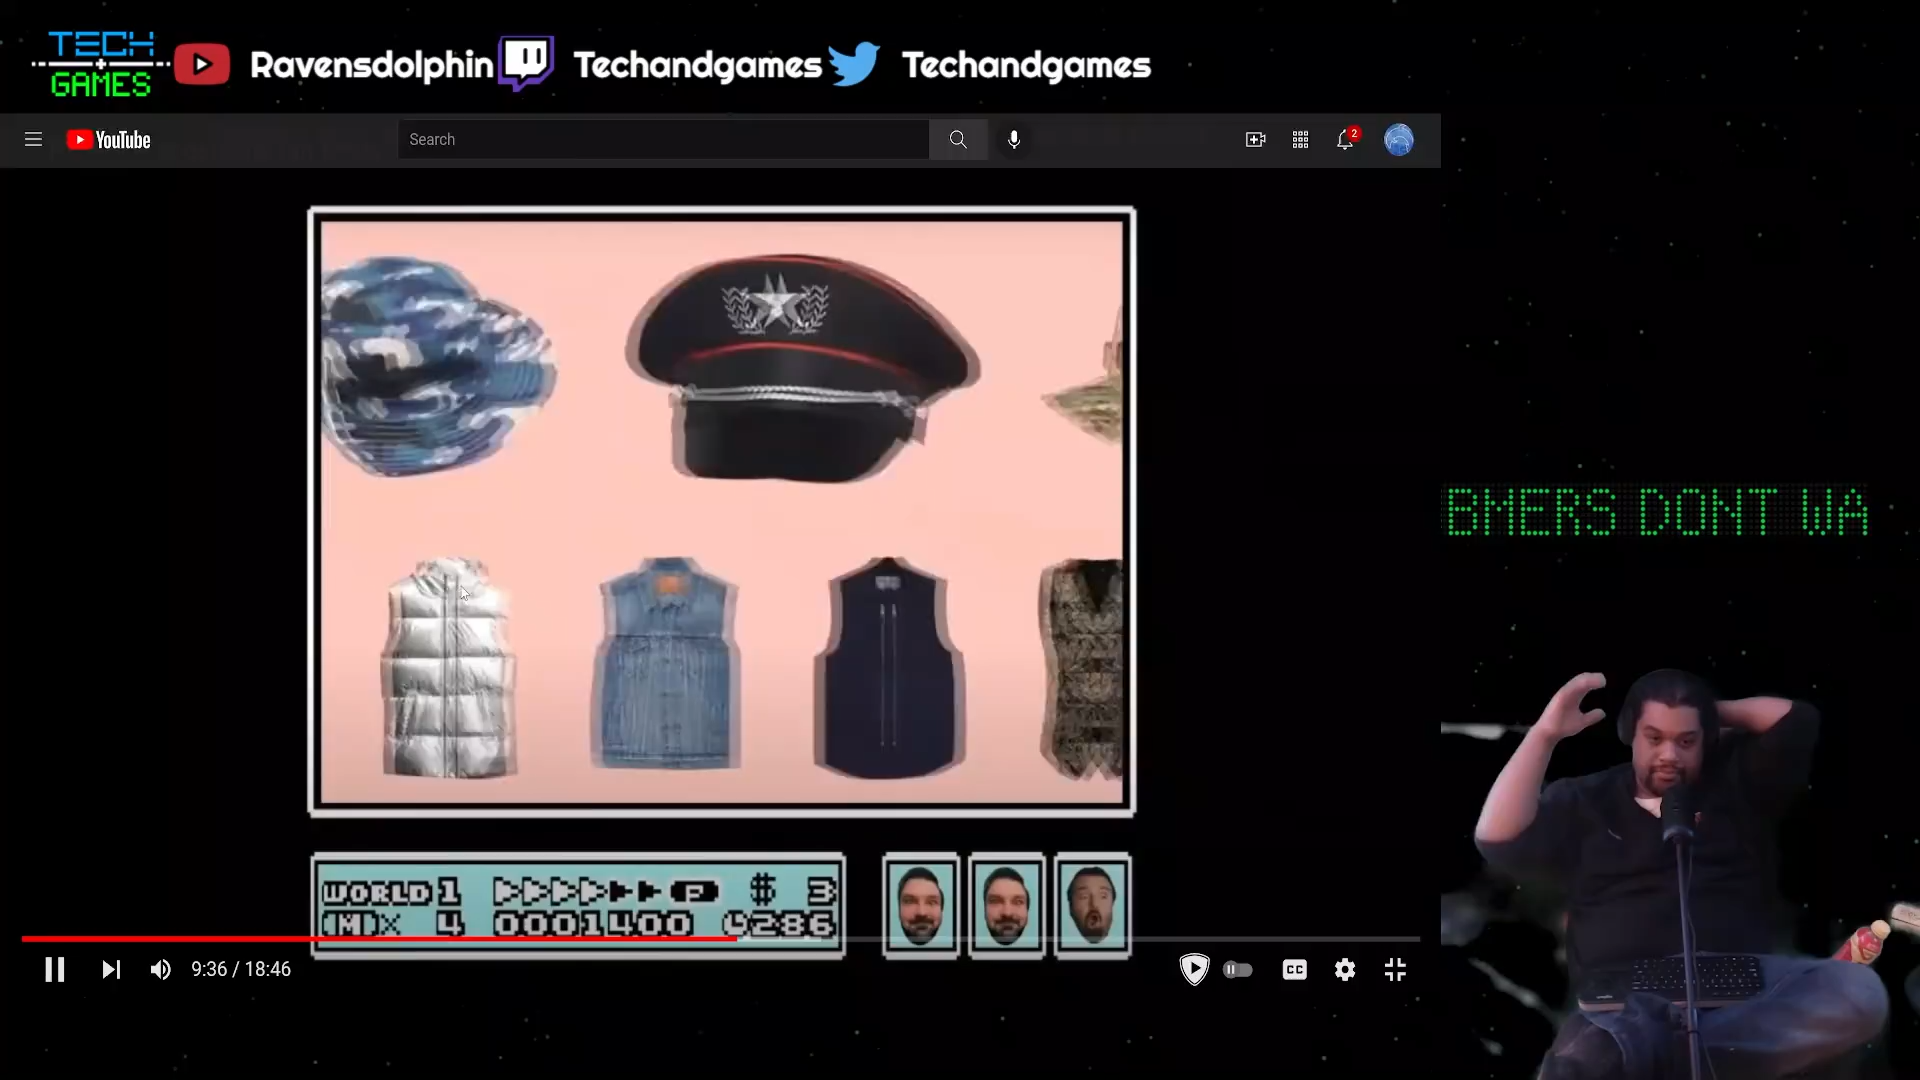 TECH
GAMES
Ravensdolphin
Techandgames
Techandgames
YouTube
Search
2
BMERS DONT WA
WORLD 1 P $ 3
(M)X 4 0001400 286
9:36 / 18:46
CC